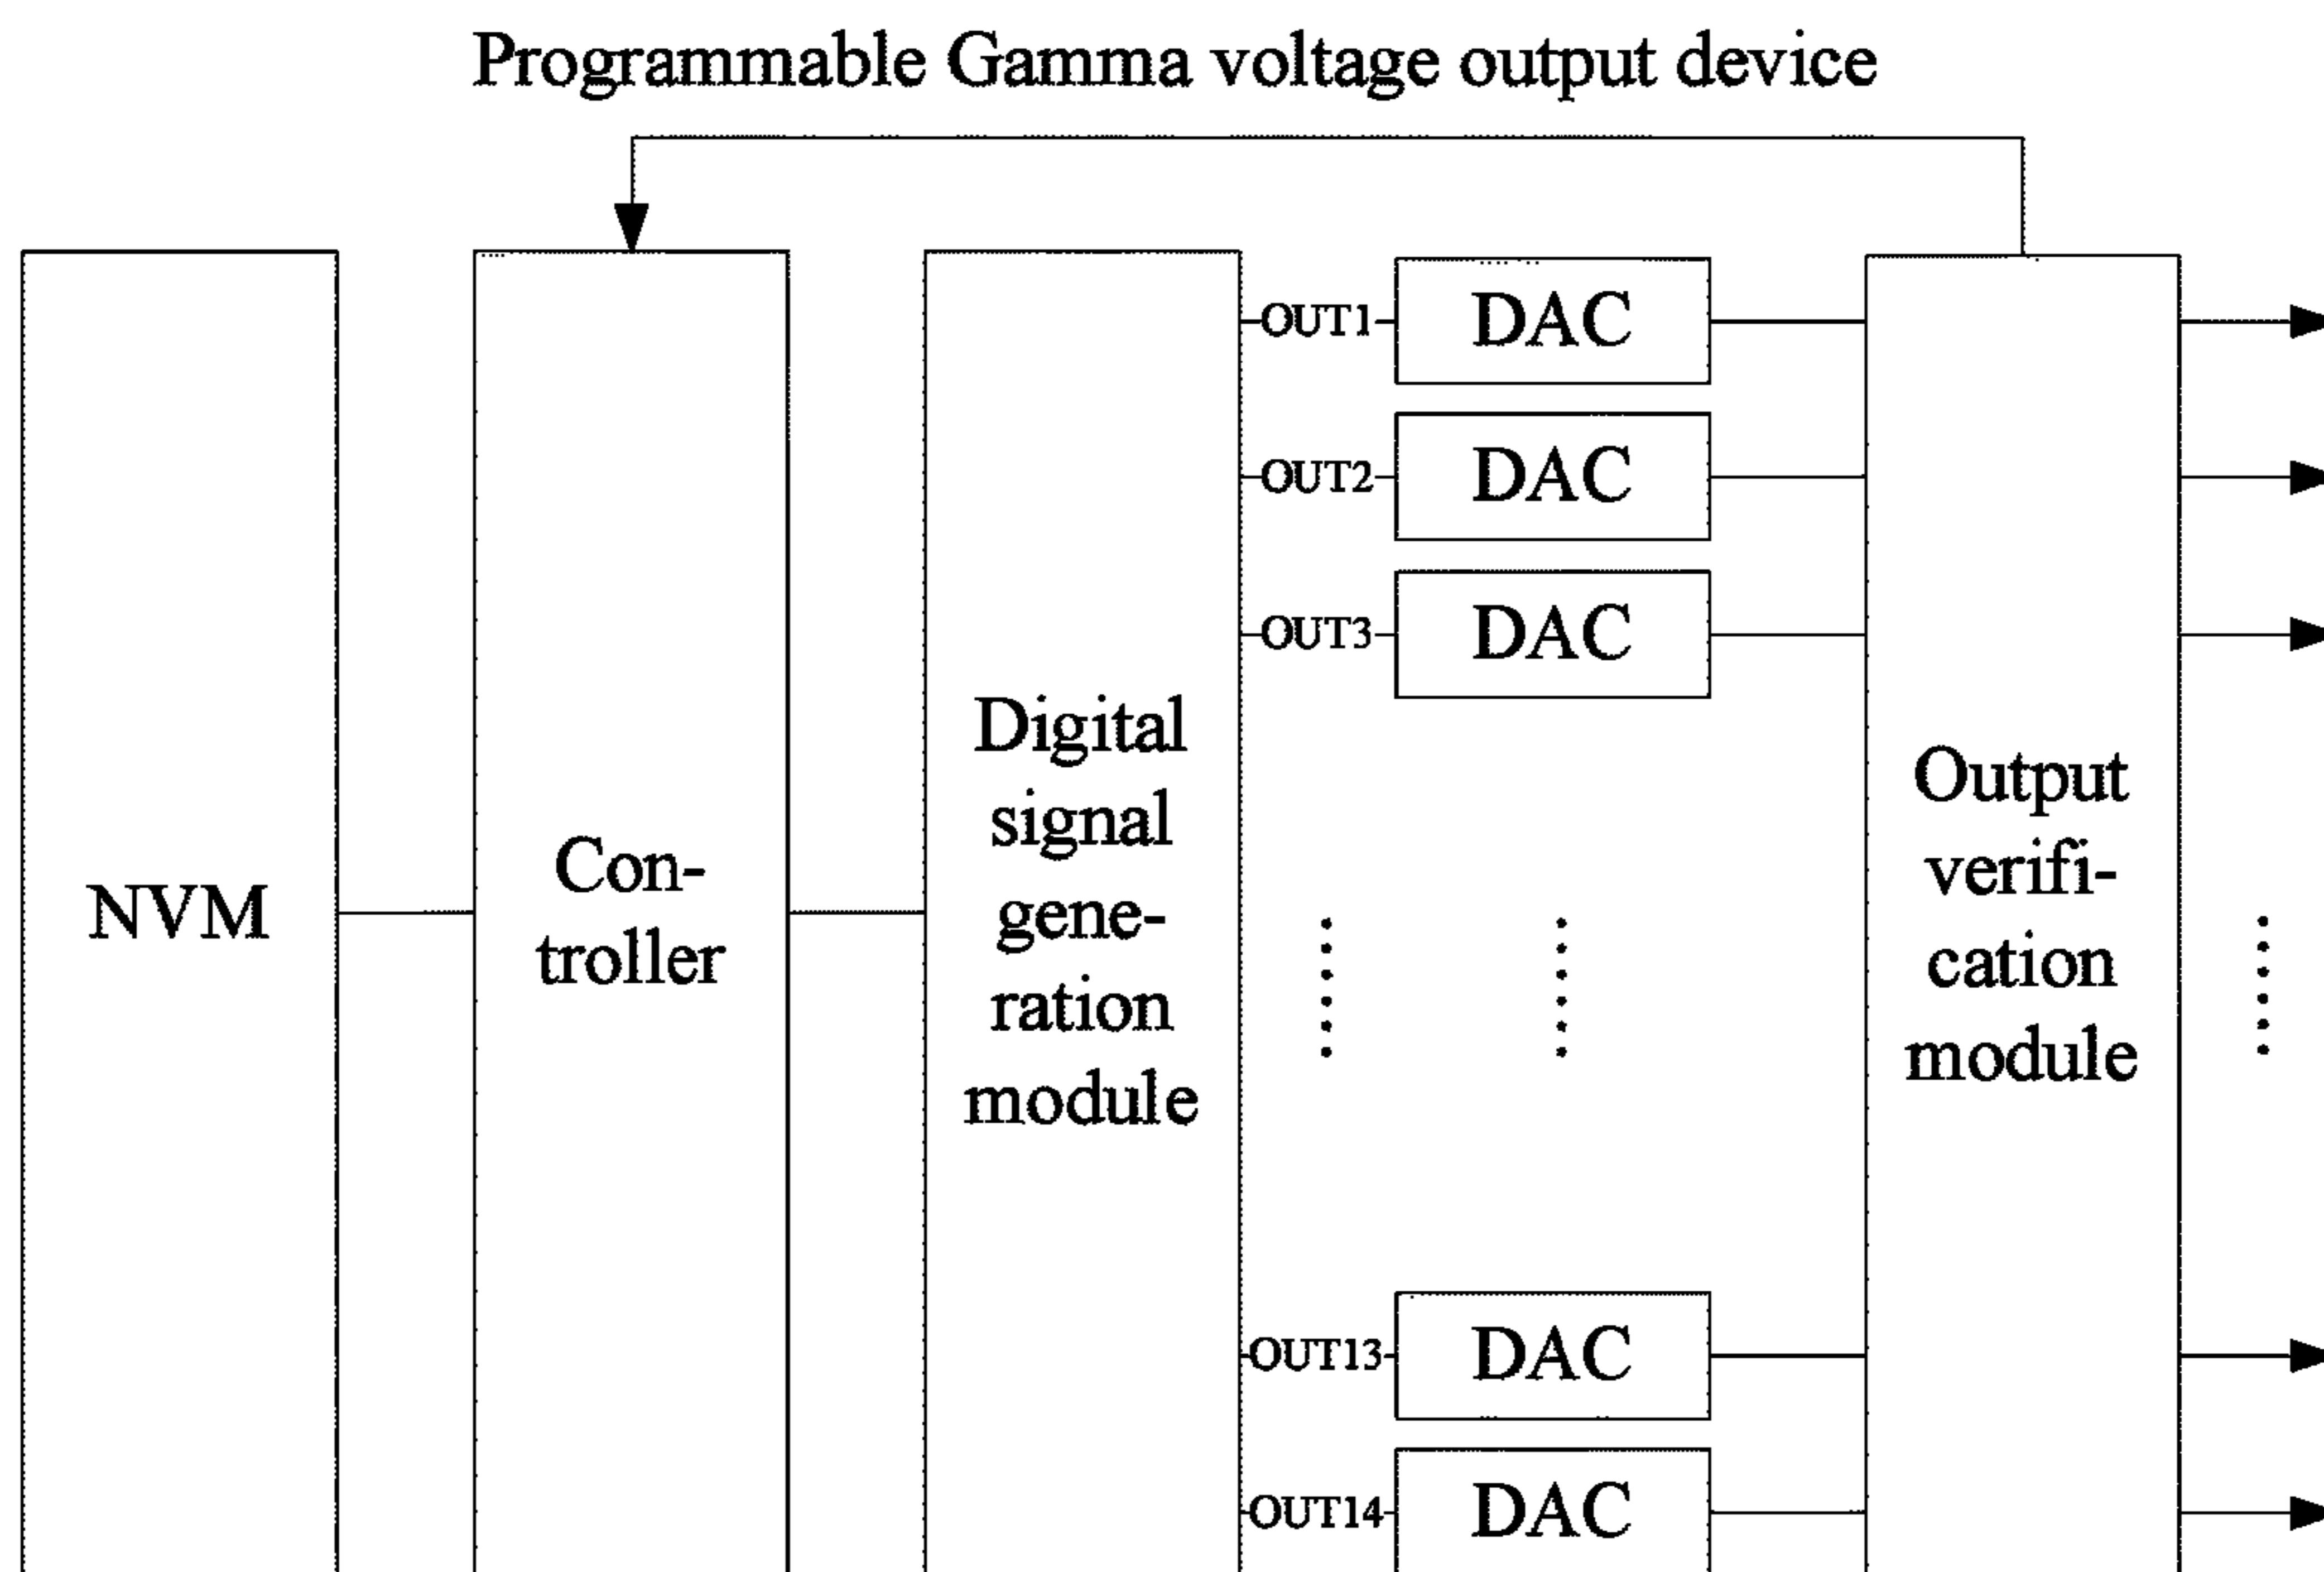 Programmable Gamma voltage output device
NVM
Con-
troller
Digital
signal
gene-
ration
module
OUT1
DAC
OUT2
DAC
OUT3
DAC
OUT13
DAC
OUT14
DAC
Output
verifi-
cation
module